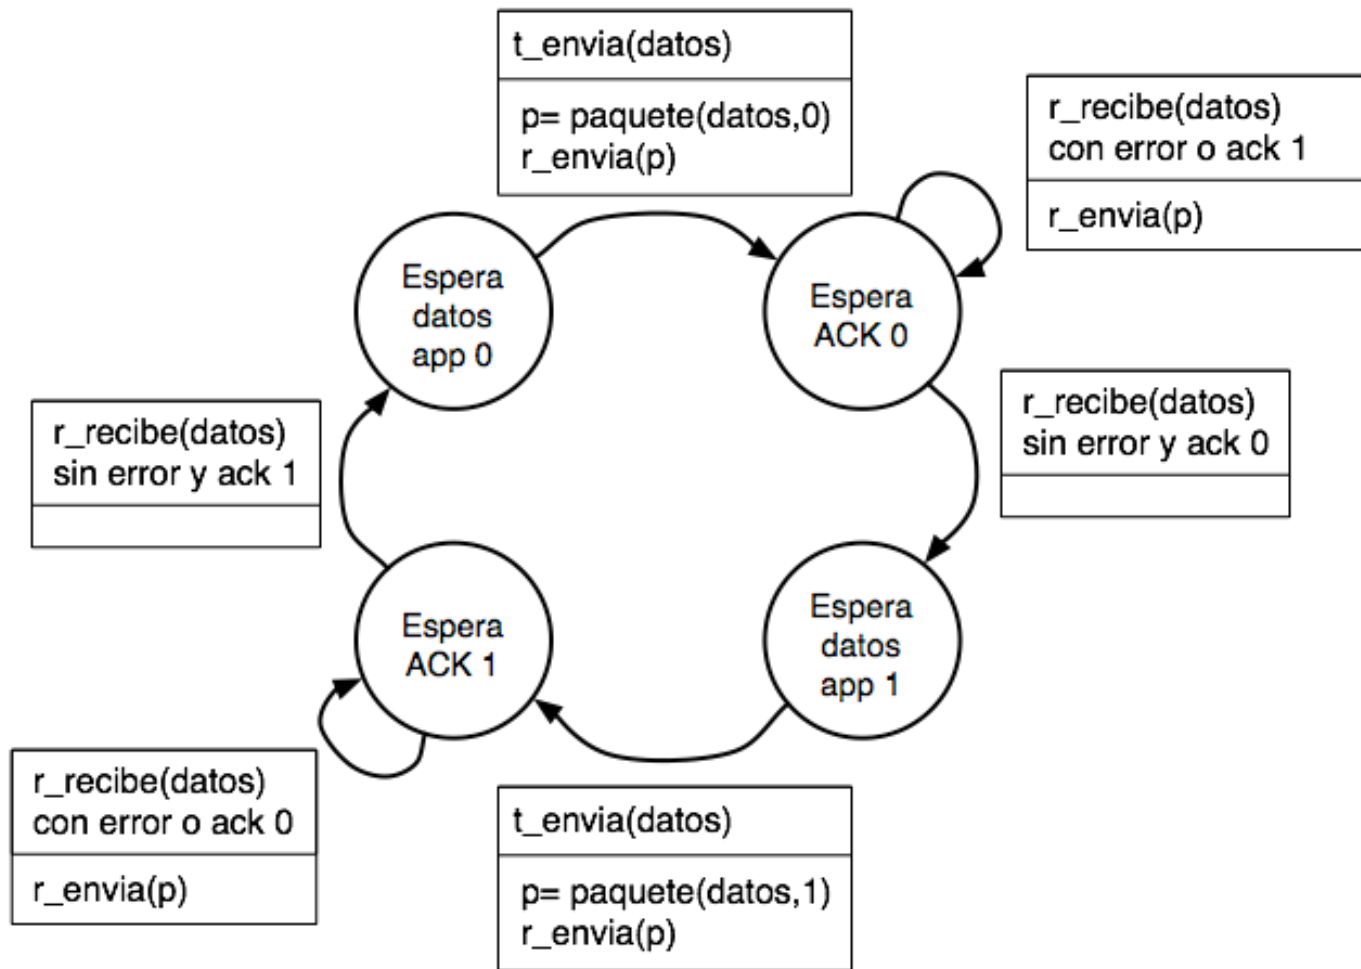 t_envia(datos)
p= paquete(datos,0)
r_envia(p)
r_recibe(datos)
con error o ack 1
r_envia(p)
Espera
datos
app 0
Espera
ACK 0
r_recibe(datos)
sin error y ack 1
r_recibe(datos)
sin error y ack 0
Espera
ACK 1
Espera
datos
app 1
r_recibe(datos)
con error o ack 0
r_envia(p)
t_envia(datos)
p= paquete(datos,1)
r_envia(p)